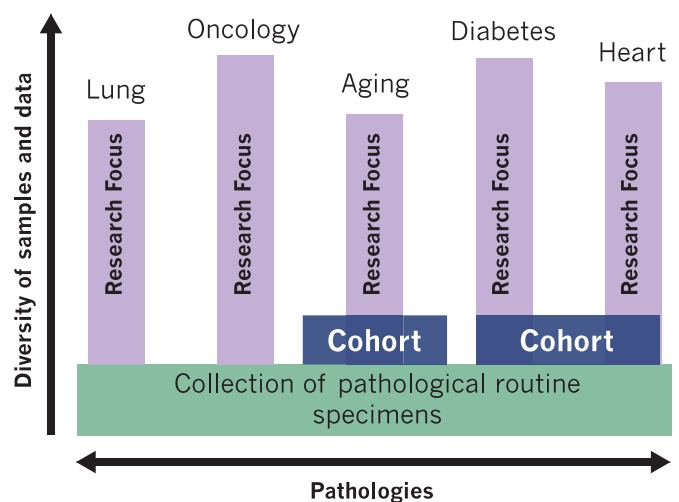 Diversity of samples and data
Lung
Oncology
Aging
Diabetes
Heart
Research Focus
Research Focus
Research Focus
Research Focus
Research Focus
Cohort
Cohort
Collection of pathological routine
specimens
Pathologies